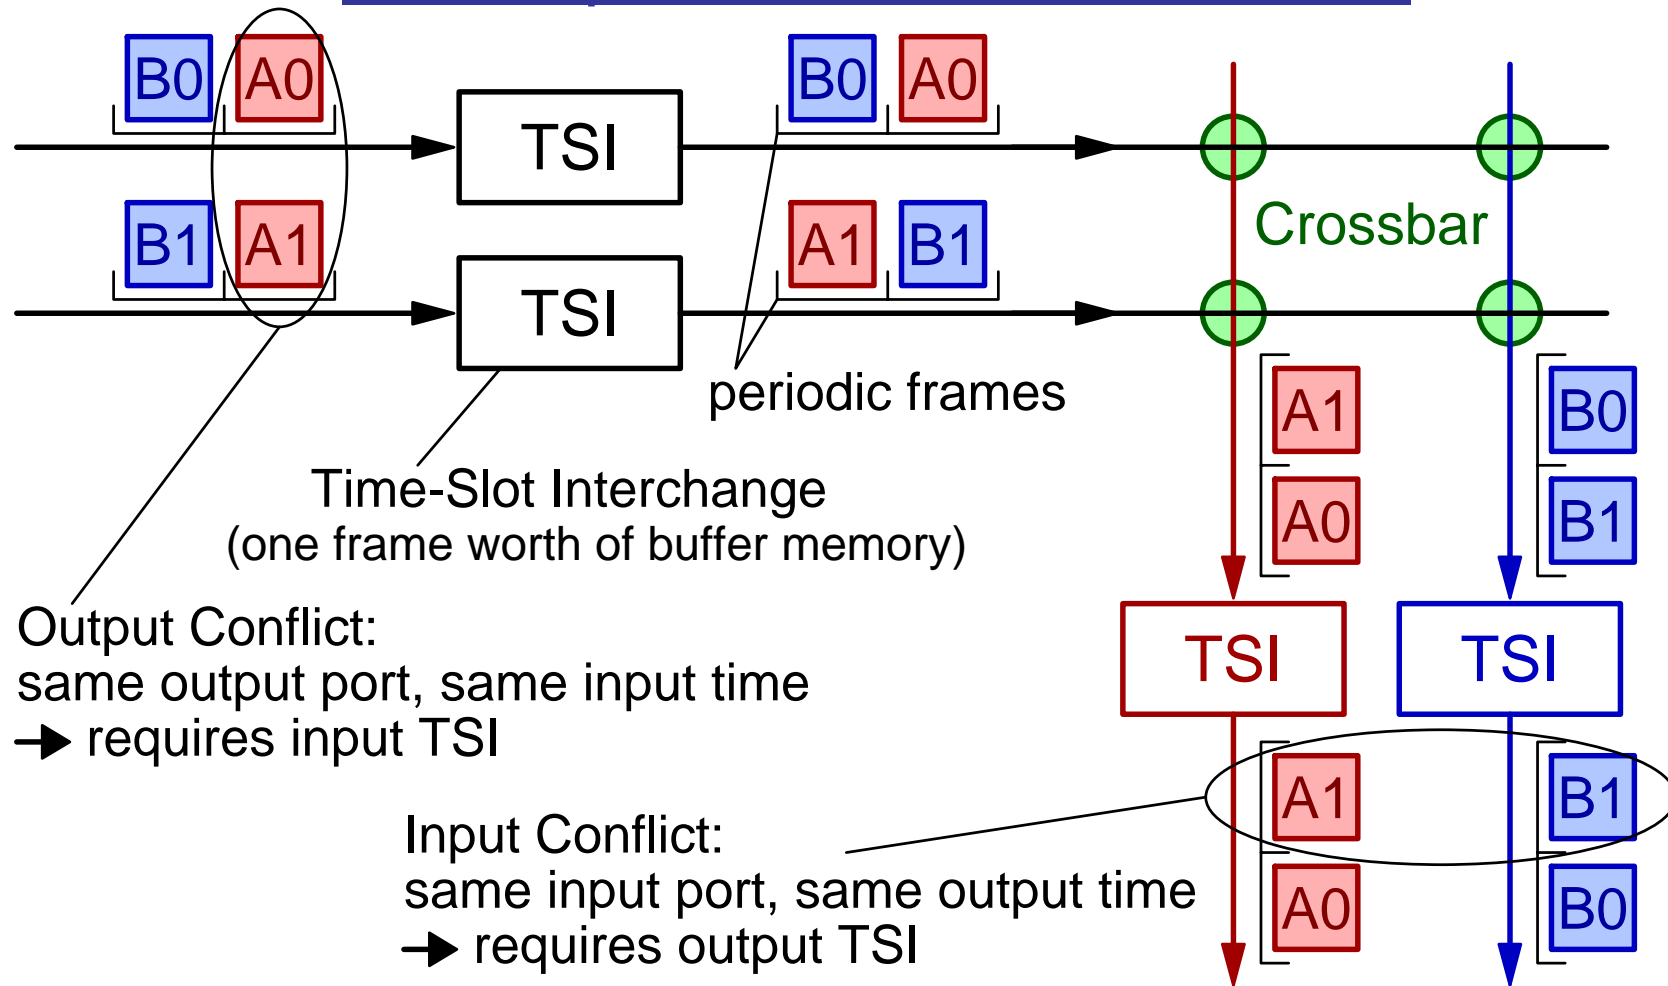 B0 A0
TSI
B0 A0
B1 A1
TSI
A1 B1
Crossbar
periodic frames
Time-Slot Interchange
(one frame worth of buffer memory)
A1
B0
A0
B1
Output Conflict:
same output port, same input time
requires input TSI
TSI
TSI
A1
B1
Input Conflict:
same input port, same output time
requires output TSI
A0
B0